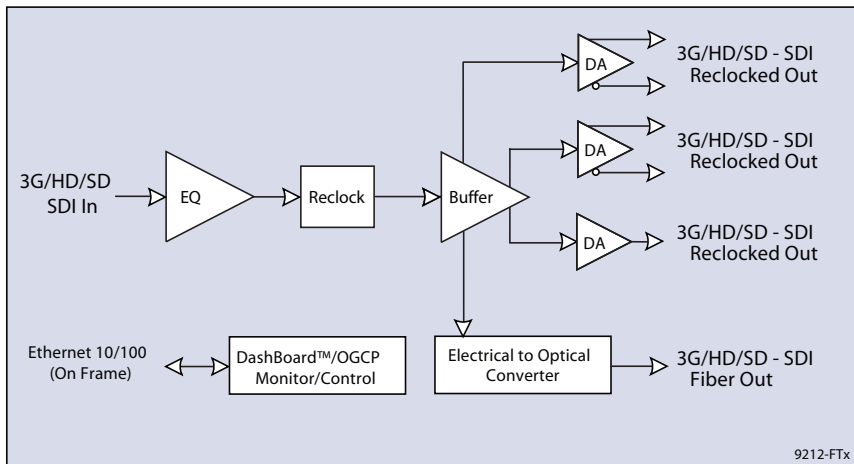 DA
3G/HD/SD - SDI
Reclocked Out
DA
3G/HD/SD - SDI
Reclocked Out
3G/HD/SD
SDI In
EQ
Reclock
Buffer
DA
3G/HD/SD - SDI
Reclocked Out
Ethernet 10/100
(On Frame)
DashBoard™/OGCP
Monitor/Control
Electrical to Optical
Converter
3G/HD/SD - SDI
Fiber Out
9212-FTx